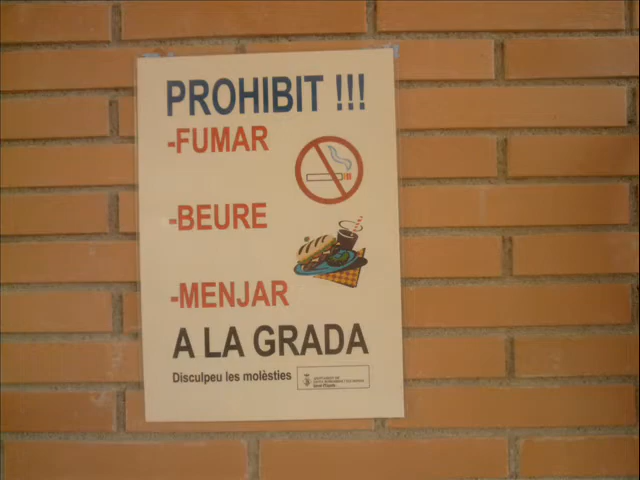 PROHIBIT !!!
-FUMAR
-BEURE
-MENJAR
A LA GRADA
Disculpeu les molèsties